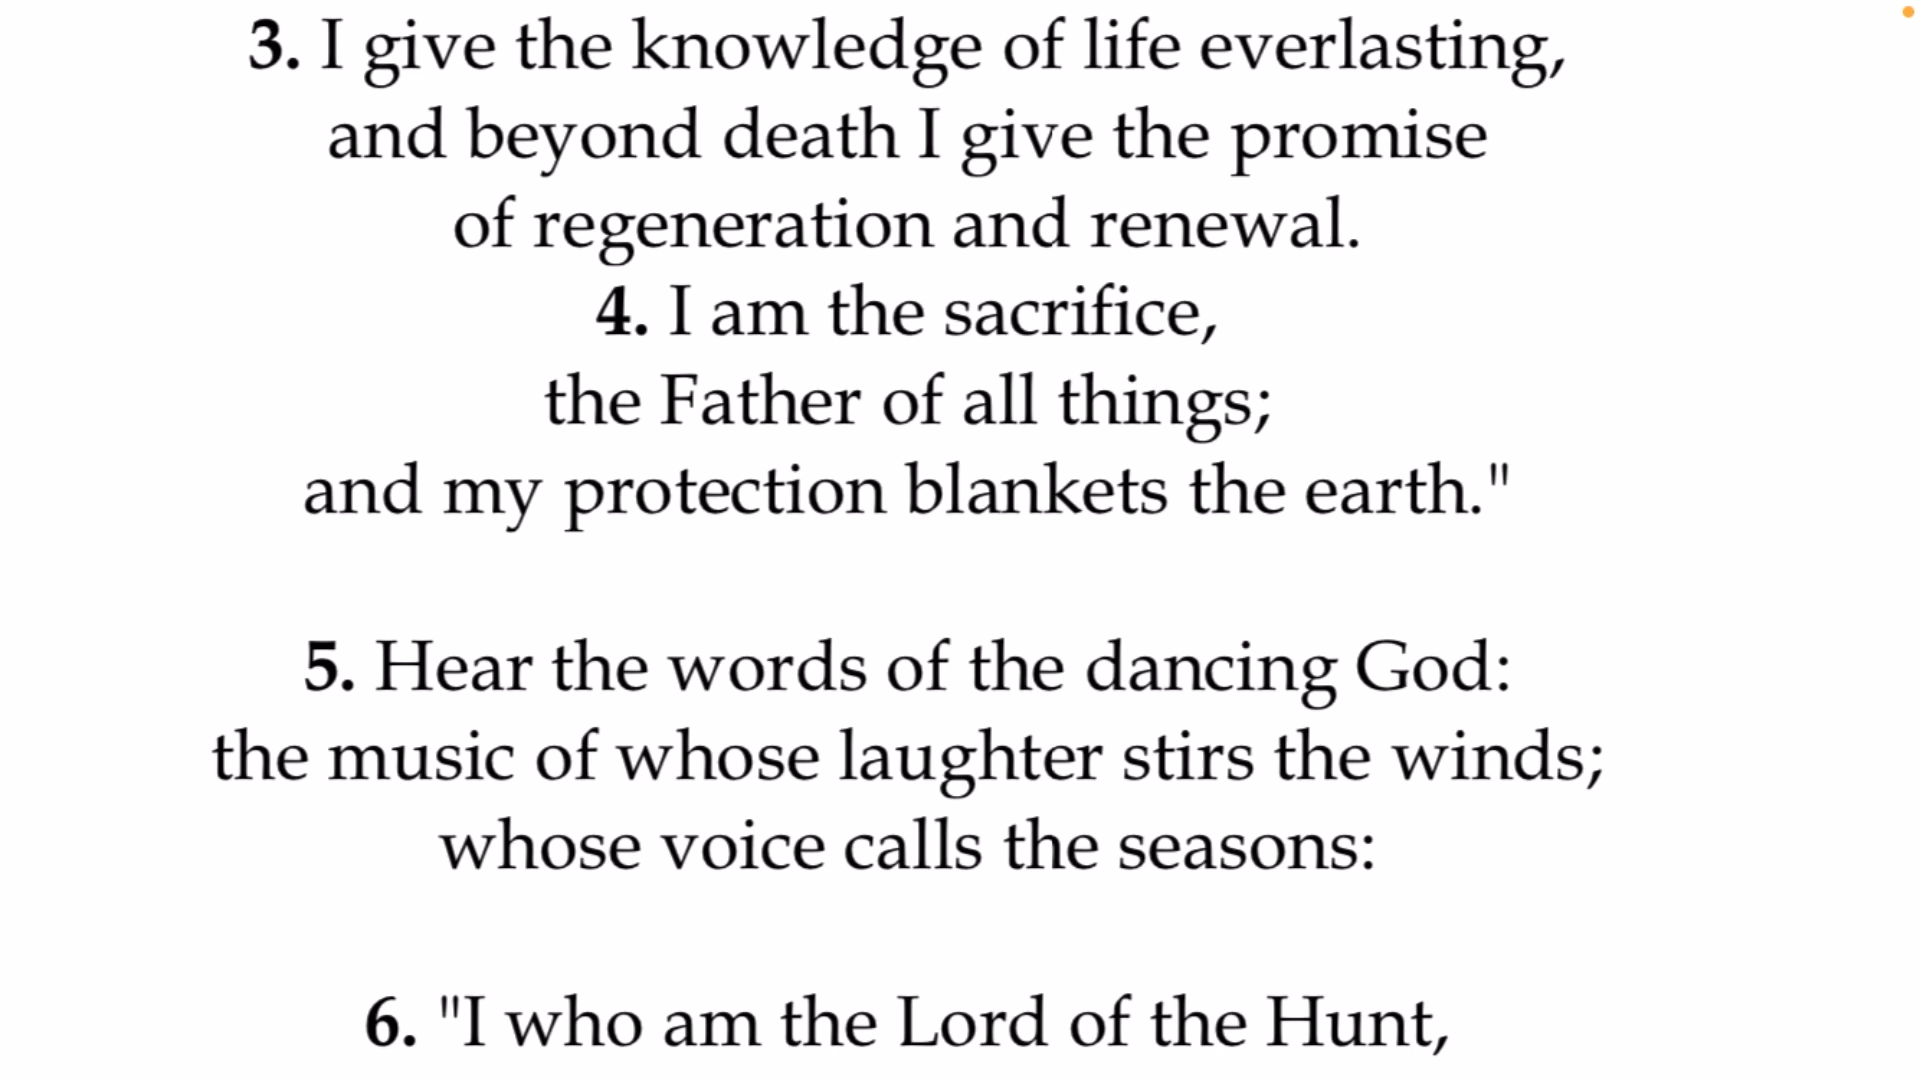 3. I give the knowledge of life everlasting,
and beyond death I give the promise
of regeneration and renewal.
4. I am the sacrifice,
the Father of all things;
and my protection blankets the earth."
5. Hear the words of the dancing God:
the music of whose laughter stirs the winds;
whose voice calls the seasons:
6. "I who am the Lord of the Hunt,